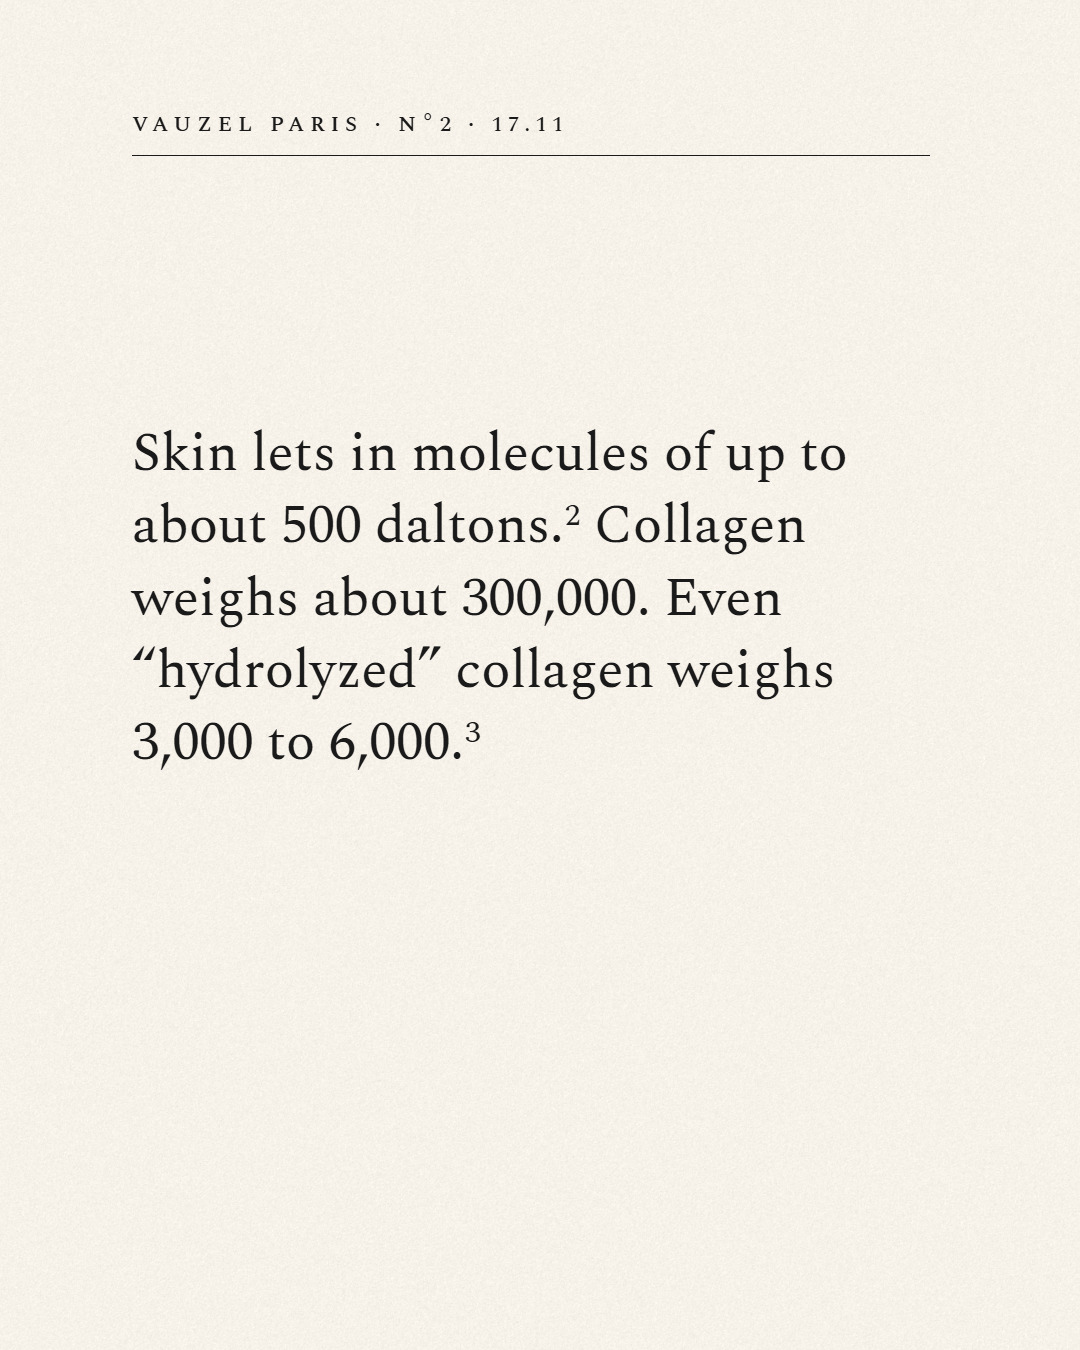 VAUZEL PARIS · N°2 · 17.11
Skin lets in molecules of up to
about 500 daltons.² Collagen
weighs about 300,000. Even
“hydrolyzed” collagen weighs
3,000 to 6,000.³